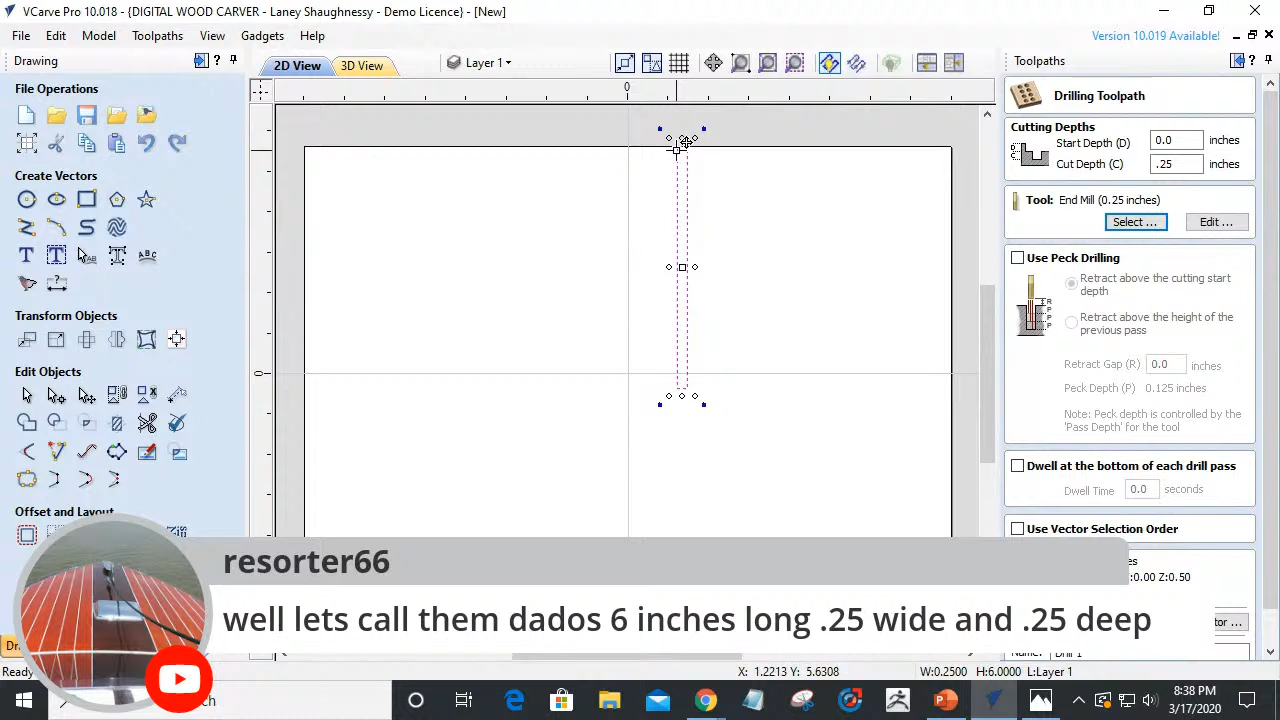 VCarve Pro 10.018 - {DIGITAL WOOD CARVER - Laney Shaughnessy - Demo Licence} - [New]
File Edit Model Toolpaths View Gadgets Help
Version 10.019 Available!
Drawing
2D View 3D View Layer 1
Toolpaths
File Operations
Create Vectors
Transform Objects
Edit Objects
Offset and Layout
0
0
Drilling Toolpath
Cutting Depths
Start Depth (D) 0.0 inches
Cut Depth (C) .25 inches
Tool: End Mill (0.25 inches)
Select ... Edit ...
Use Peck Drilling
Retract above the cutting start
depth
Retract above the height of the
previous pass
Retract Gap (R) 0.0 inches
Peck Depth (P) 0.125 inches
Note: Peck depth is controlled by the
'Pass Depth' for the tool
Dwell at the bottom of each drill pass
Dwell Time 0.0 seconds
Use Vector Selection Order
:0.00 Z:0.50
resorter66
well lets call them dados 6 inches long .25 wide and .25 deep
X: 1.2213 Y: 5.6308 W:0.2500 H:6.0000 L:Layer 1
8:38 PM
3/17/2020